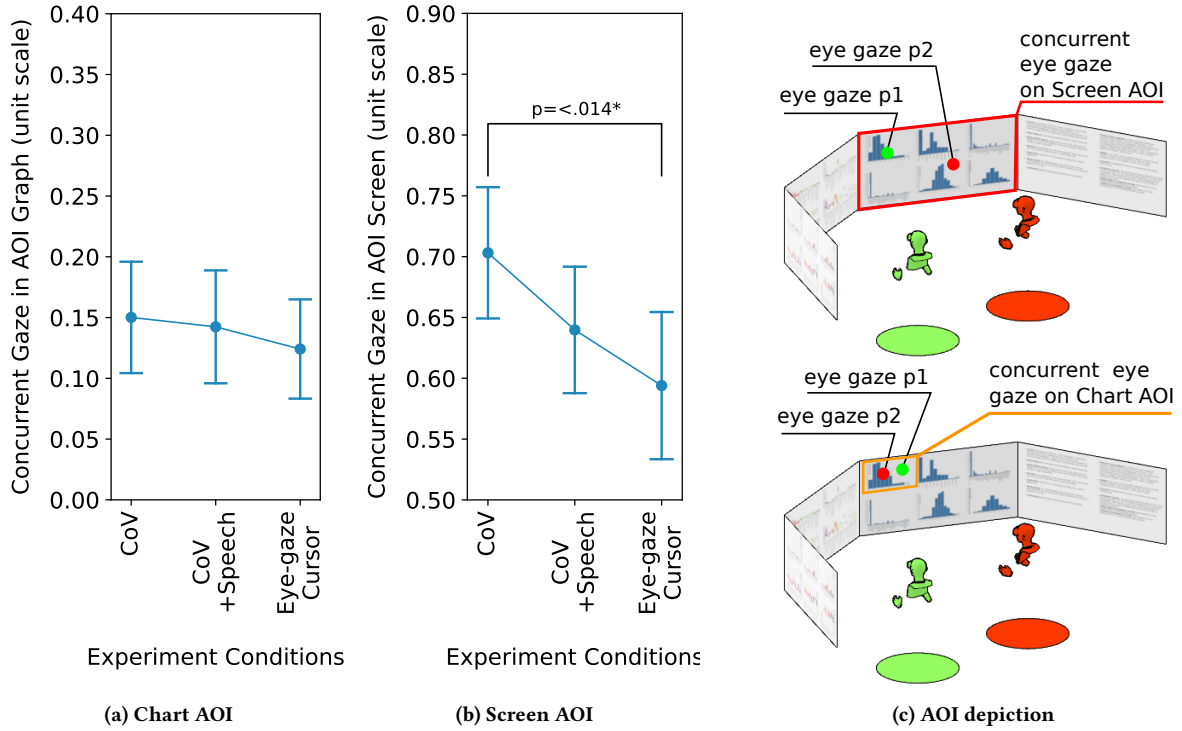 Concurrent Gaze in AOI Graph (unit scale)
0.40
0.35
0.30
0.25
0.20
0.15
0.10
0.05
0.00
CoV
CoV
+Speech
Eye-gaze
Cursor
Experiment Conditions
(a) Chart AOI
Concurrent Gaze in AOI Screen (unit scale)
0.90
0.85
0.80
0.75
0.70
0.65
0.60
0.55
0.50
p=<.014*
CoV
CoV
+Speech
Eye-gaze
Cursor
Experiment Conditions
(b) Screen AOI
eye gaze p2
eye gaze p1
concurrent
eye gaze
on Screen AOI
eye gaze p1
eye gaze p2
concurrent eye
gaze on Chart AOI
(c) AOI depiction